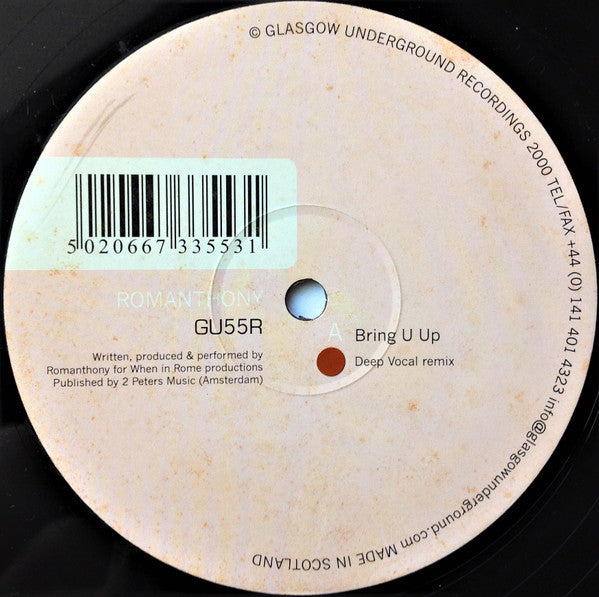 © GLASGOW UNDERGROUND RECORDINGS 2000 TEL/FAX +44 (0) 141 401 4323 info@glasgowunderground.com MADE IN SCOTLAND
5 020667 335531
ROMANTHONY
GU55R
Written, produced & performed by
Romanthony for When in Rome productions
Published by 2 Peters Music (Amsterdam)
A
Bring U Up
Deep Vocal remix